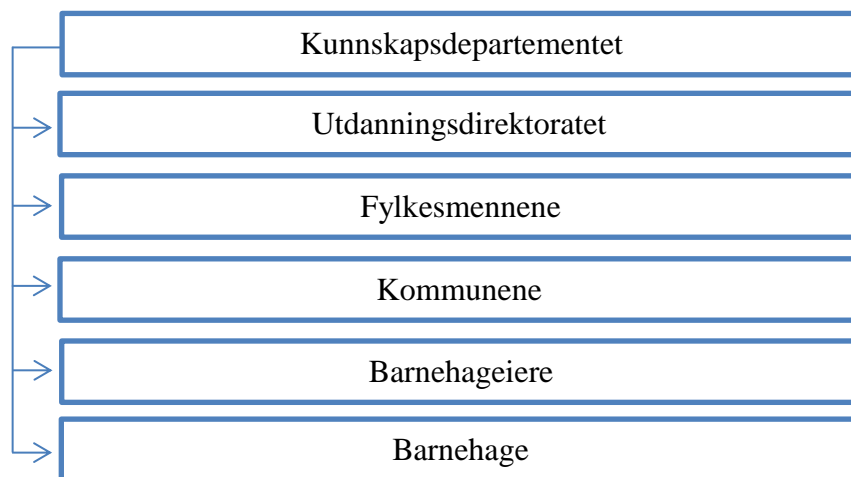 Kunnskapsdepartementet
Utdanningsdirektoratet
Fylkesmennene
Kommunene
Barnehageiere
Barnehage